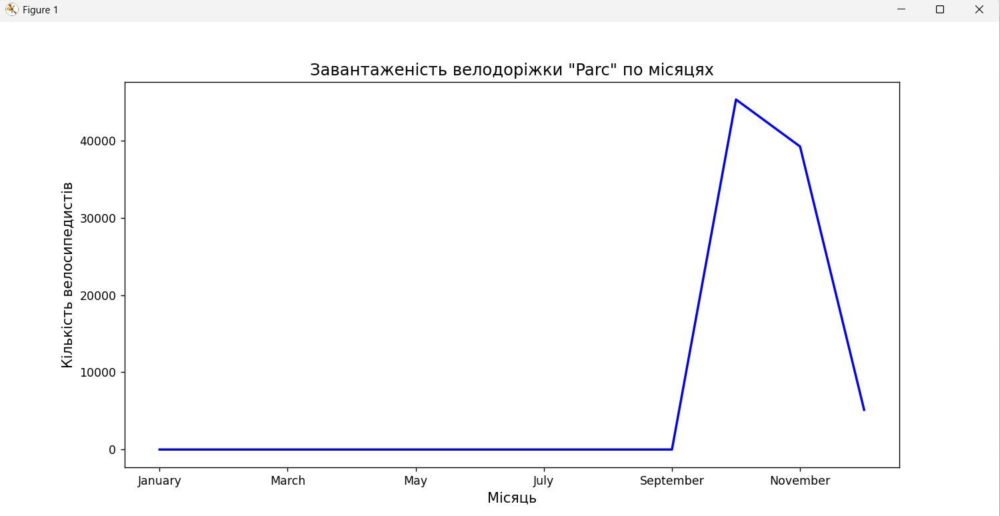 Figure 1
Завантаженість велодоріжки "Parc" по місяцях
Кількість велосипедистів
40000
30000
20000
10000
0
January March May July September November
Місяць